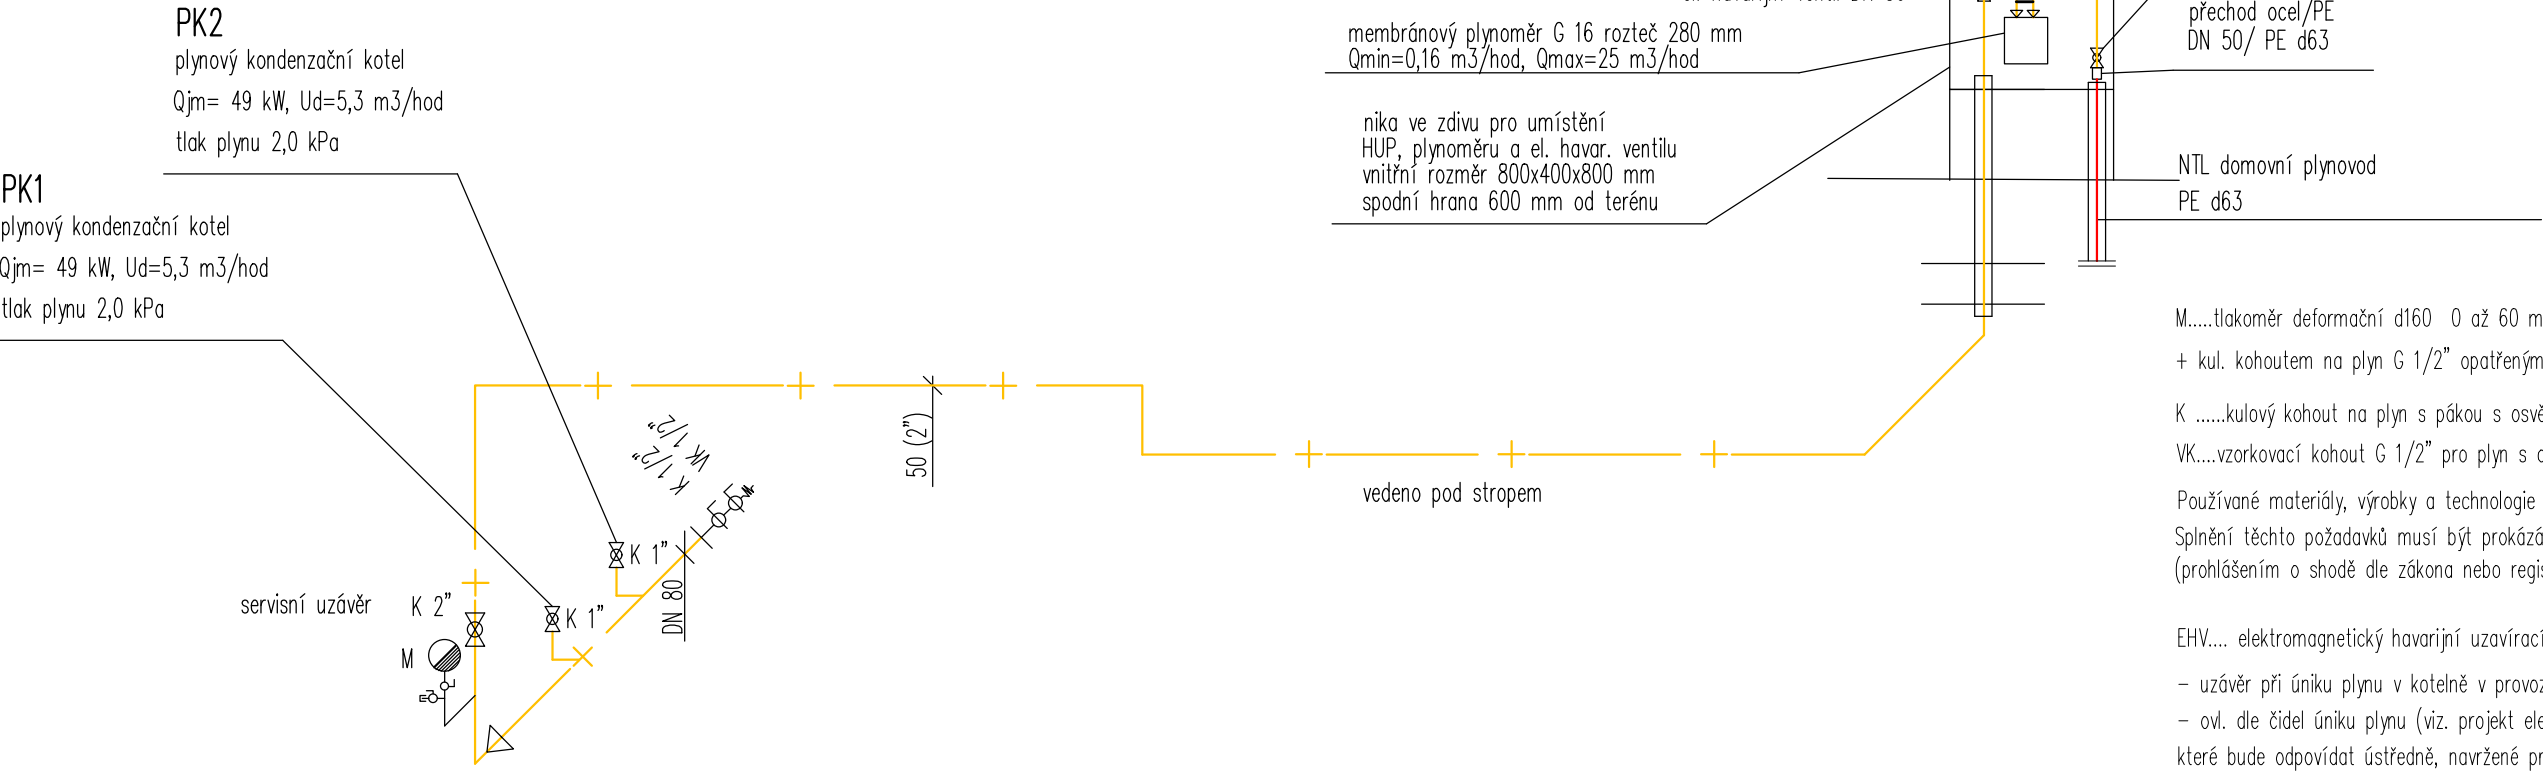 PK2
plynový kondenzační kotel
Qjm= 49 kW, Ud=5,3 m3/hod
tlak plynu 2,0 kPa
PK1
plynový kondenzační kotel
Qjm= 49 kW, Ud=5,3 m3/hod
tlak plynu 2,0 kPa
membránový plynoměr G 16 rozteč 280 mm
Qmin=0,16 m3/hod, Qmax=25 m3/hod
nika ve zdivu pro umístění
HUP, plynoměru a el. havar. ventilu
vnitřní rozměr 800x400x800 mm
spodní hrana 600 mm od terénu
přechod ocel/PE
DN 50/ PE d63
NTL domovní plynovod
PE d63
50 (2")
K 1/2"
VK 1/2"
vedeno pod stropem
K 1"
DN 80
K 1"
servisní uzávěr
K 2"
M
M.....tlakoměr deformační d160 0 až 60 m
+ kul. kohoutem na plyn G 1/2" opatřeným
K ......kulový kohout na plyn s pákou s osvě
VK....vzorkovací kohout G 1/2" pro plyn s
Používané materiály, výrobky a technologie
Splnění těchto požadavků musí být prokázá
(prohlášením o shodě dle zákona nebo regis
EHV.... elektromagnetický havarijní uzavírací
– uzávěr při úniku plynu v kotelně v provoz
– ovl. dle čidel úniku plynu (viz. projekt ele
které bude odpovídat ústředně, navržené pr